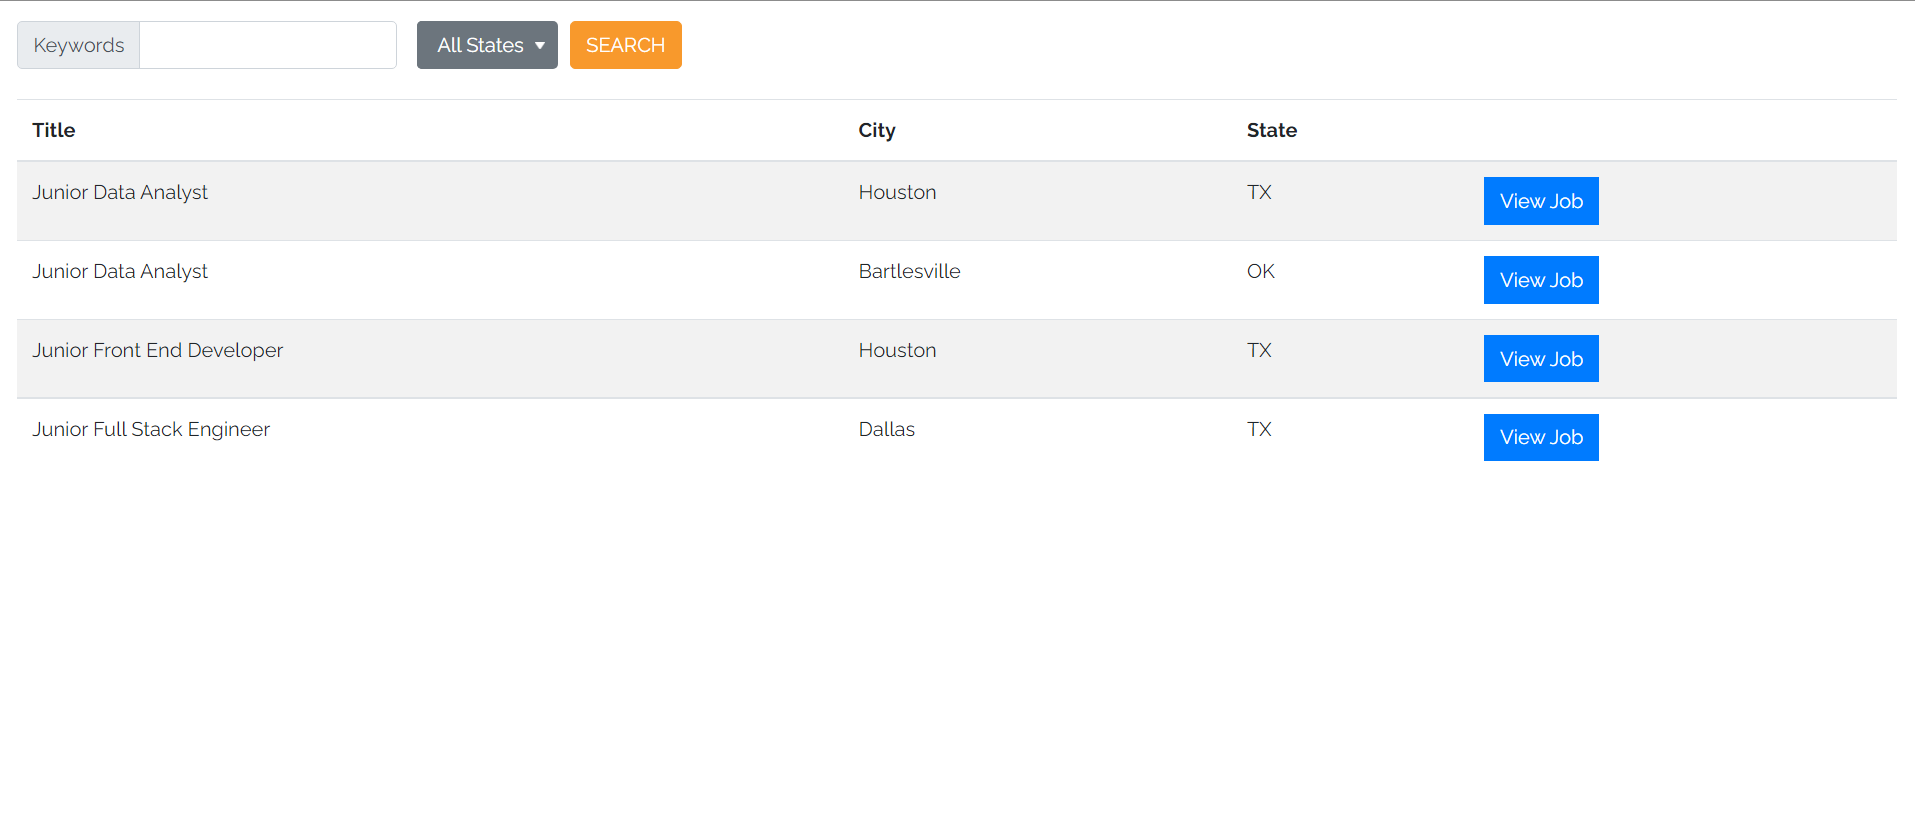 Keywords All States SEARCH
Title City State
Junior Data Analyst Houston TX View Job
Junior Data Analyst Bartlesville OK View Job
Junior Front End Developer Houston TX View Job
Junior Full Stack Engineer Dallas TX View Job